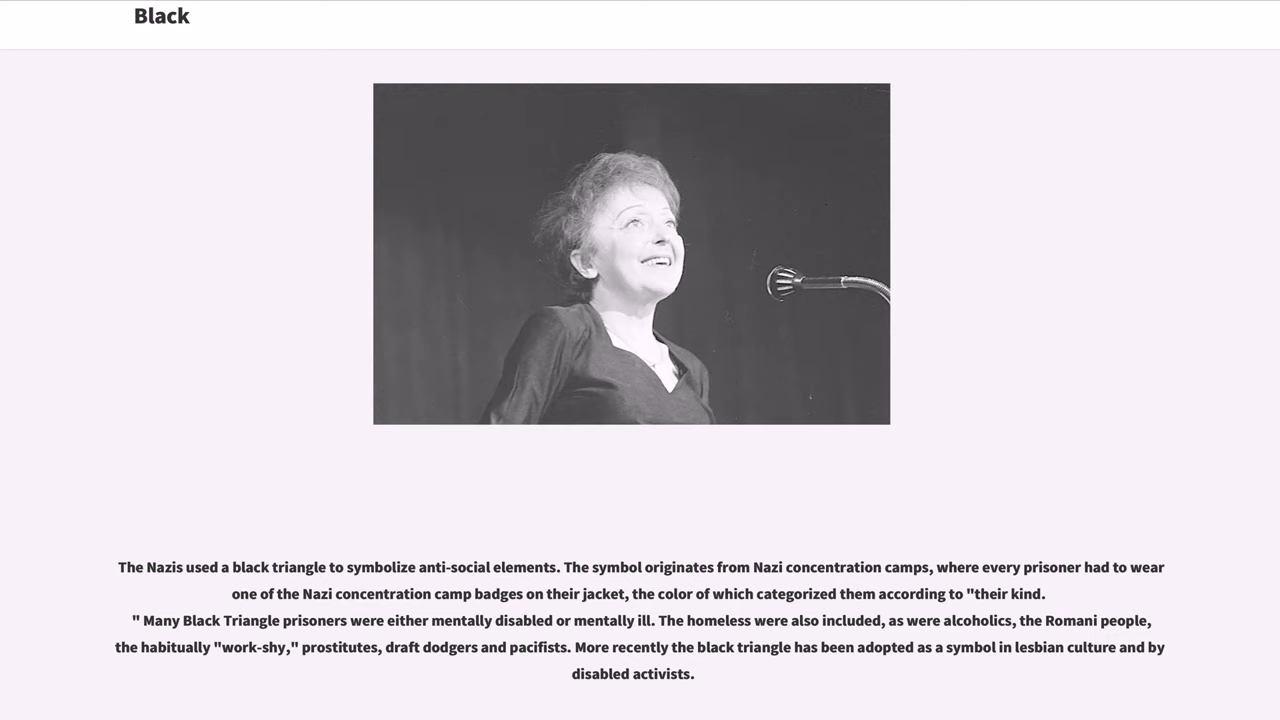 Black
The Nazis used a black triangle to symbolize anti-social elements. The symbol originates from Nazi concentration camps, where every prisoner had to wear
one of the Nazi concentration camp badges on their jacket, the color of which categorized them according to "their kind.
" Many Black Triangle prisoners were either mentally disabled or mentally ill. The homeless were also included, as were alcoholics, the Romani people,
the habitually "work-shy," prostitutes, draft dodgers and pacifists. More recently the black triangle has been adopted as a symbol in lesbian culture and by
disabled activists.